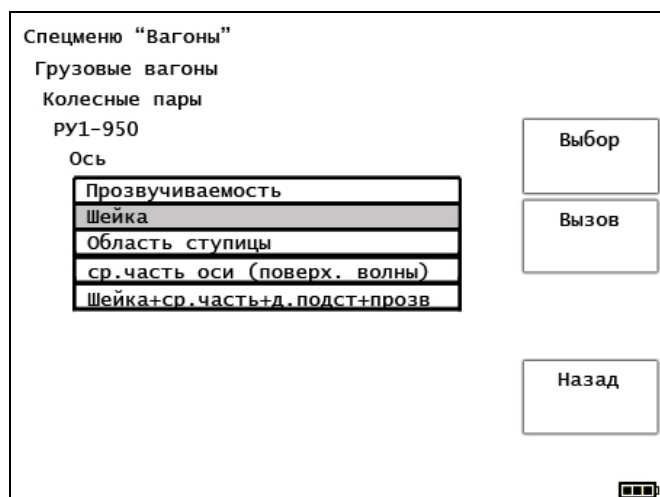 Спецменю “Вагоны”
Грузовые вагоны
Колесные пары
РУ1-950
Ось
Прозвучиваемость
Шейка
Область ступицы
ср.часть оси (поверх. волны)
Шейка+ср.часть+д.подст+прозв
Выбор
Вызов
Назад